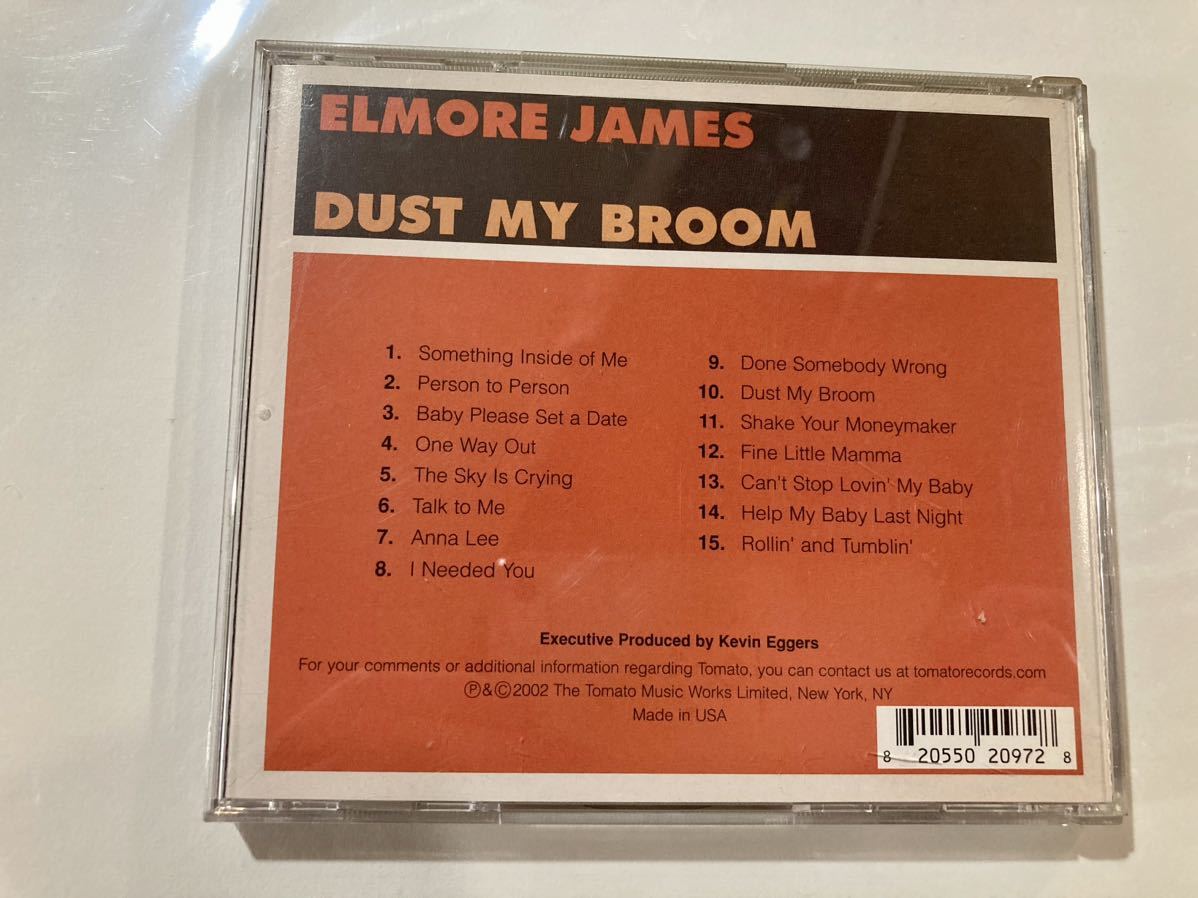 ELMORE JAMES
DUST MY BROOM
1. Something Inside of Me
2. Person to Person
3. Baby Please Set a Date
4. One Way Out
5. The Sky Is Crying
6. Talk to Me
7. Anna Lee
8. I Needed You
9. Done Somebody Wrong
10. Dust My Broom
11. Shake Your Moneymaker
12. Fine Little Mamma
13. Can't Stop Lovin' My Baby
14. Help My Baby Last Night
15. Rollin' and Tumblin'
Executive Produced by Kevin Eggers
For your comments or additional information regarding Tomato, you can contact us at tomatorecords.com
℗&©2002 The Tomato Music Works Limited, New York, NY
Made in USA
8 20550 20972 8